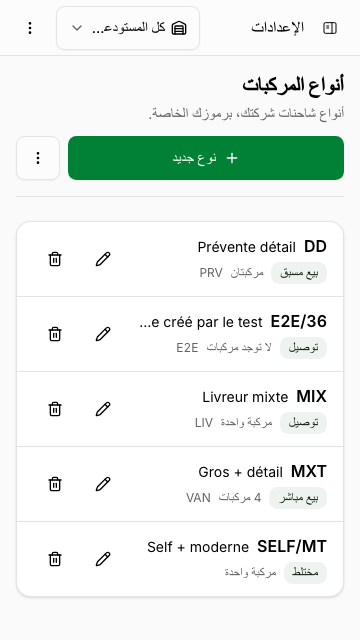 الإعدادات
كل المستودعـ...
أنواع المركبات
أنواع شاحنات شركتك، برموزك الخاصة.
نوع جديد
DD Prévente détail
بيع مسبق مركبتان PRV
E2E/36 ...e créé par le test
توصيل لا توجد مركبات E2E
MIX Livreur mixte
توصيل مركبة واحدة LIV
MXT Gros + détail
بيع مباشر 4 مركبات VAN
SELF/MT Self + moderne
مختلط مركبة واحدة